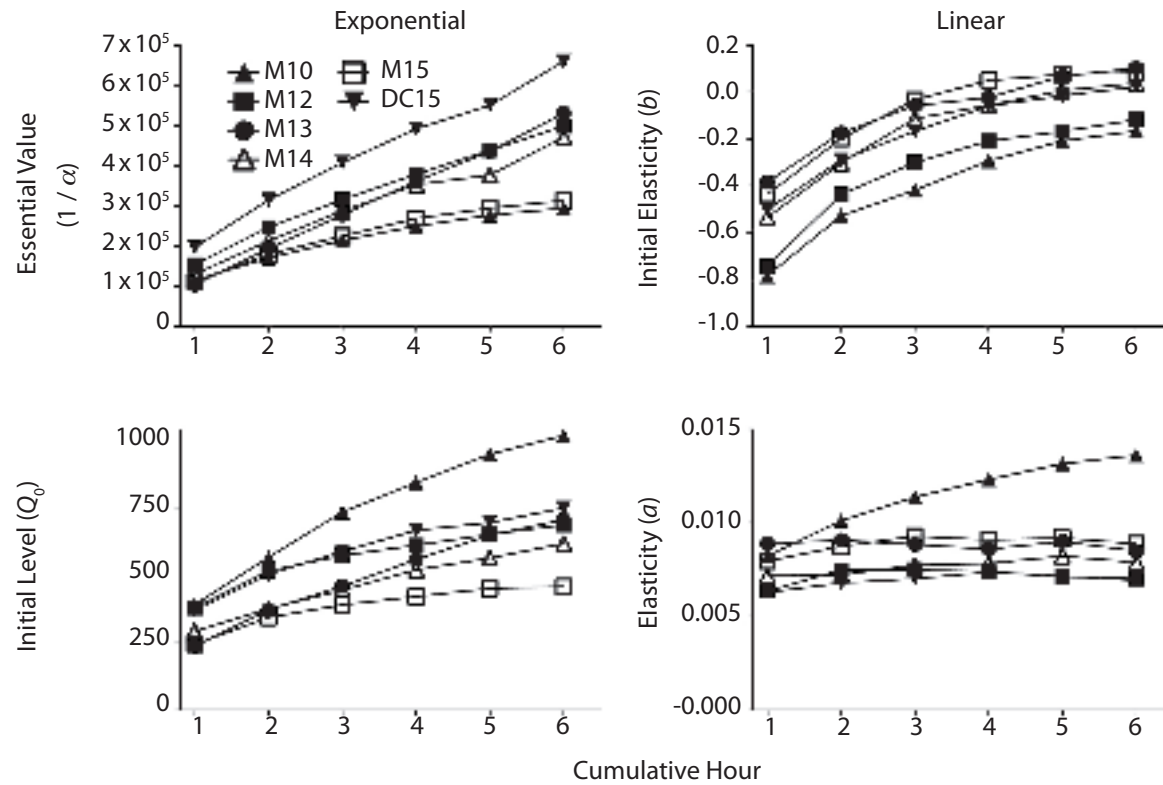 Exponential
Essential Value
(1 / α)
7 x 10⁵
6 x 10⁵
5 x 10⁵
4 x 10⁵
3 x 10⁵
2 x 10⁵
1 x 10⁵
0
M10
M12
M13
M14
M15
DC15
1 2 3 4 5 6
Linear
Initial Elasticity (b)
0.2
0.0
-0.2
-0.4
-0.6
-0.8
-1.0
1 2 3 4 5 6
Initial Level (Q₀)
1000
750
500
250
0
1 2 3 4 5 6
Elasticity (a)
0.015
0.010
0.005
-0.000
1 2 3 4 5 6
Cumulative Hour